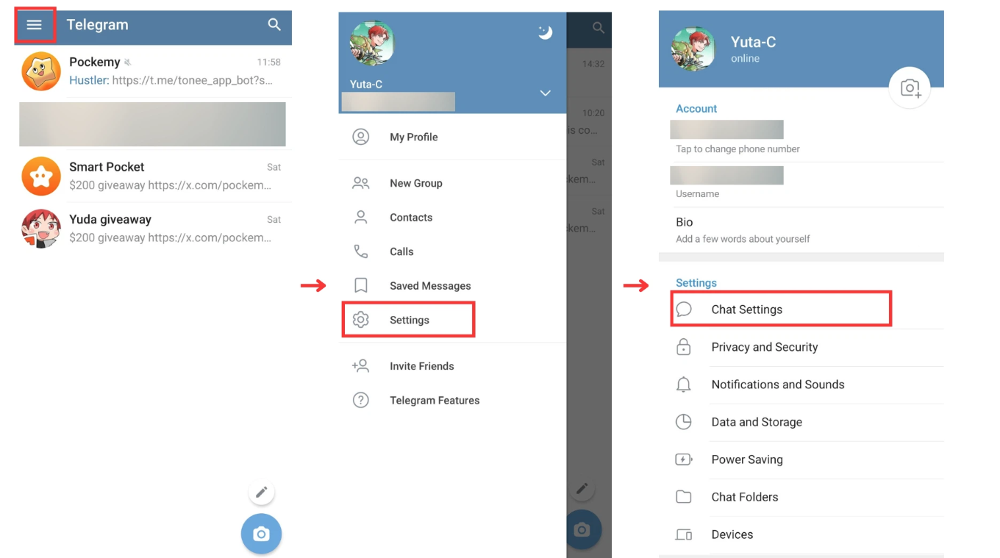 Telegram
Pockemy 11:58
Hustler: https://t.me/tonee_app_bot?s...
Smart Pocket Sat
$200 giveaway https://x.com/pockem...
Yuda giveaway Sat
$200 giveaway https://x.com/pockem...
Yuta-C
My Profile
New Group
Contacts
Calls
Saved Messages
Settings
Invite Friends
Telegram Features
14:32
10:20
is co...
Sat
kem...
Sat
kem...
Yuta-C
online
Account
Tap to change phone number
Username
Bio
Add a few words about yourself
Settings
Chat Settings
Privacy and Security
Notifications and Sounds
Data and Storage
Power Saving
Chat Folders
Devices